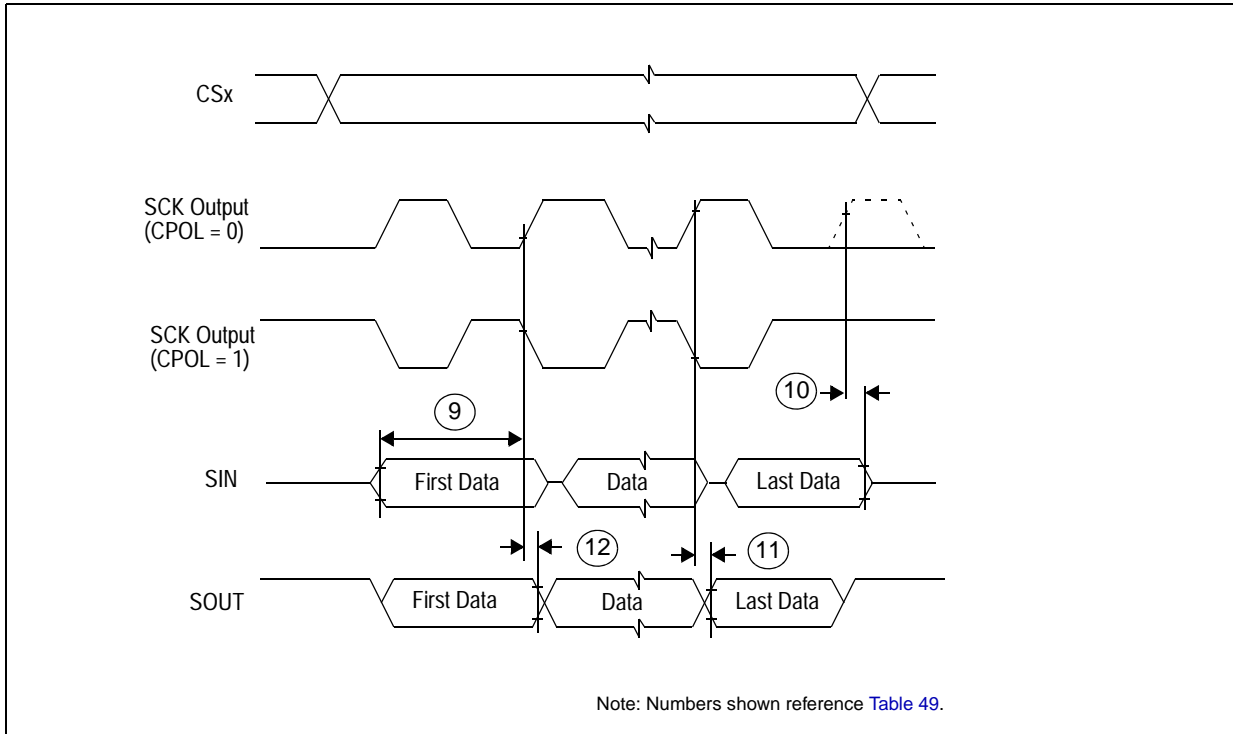 CSx
SCK Output
(CPOL = 0)
SCK Output
(CPOL = 1)
10
9
SIN
First Data
Data
Last Data
12
11
SOUT
First Data
Data
Last Data
Note: Numbers shown reference Table 49.